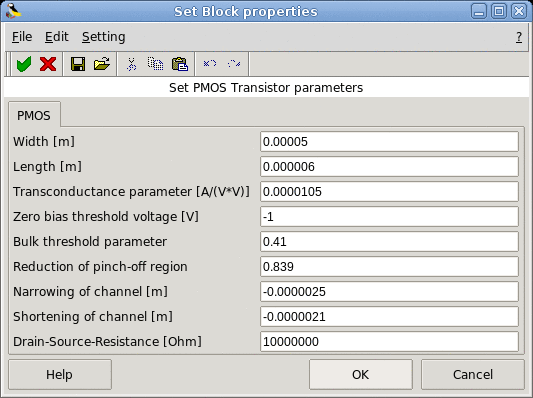 Set Block properties
File Edit Setting ?
Set PMOS Transistor parameters
PMOS
Width [m] 0.00005
Length [m] 0.000006
Transconductance parameter [A/(V*V)] 0.0000105
Zero bias threshold voltage [V] -1
Bulk threshold parameter 0.41
Reduction of pinch-off region 0.839
Narrowing of channel [m] -0.0000025
Shortening of channel [m] -0.0000021
Drain-Source-Resistance [Ohm] 10000000
Help OK Cancel